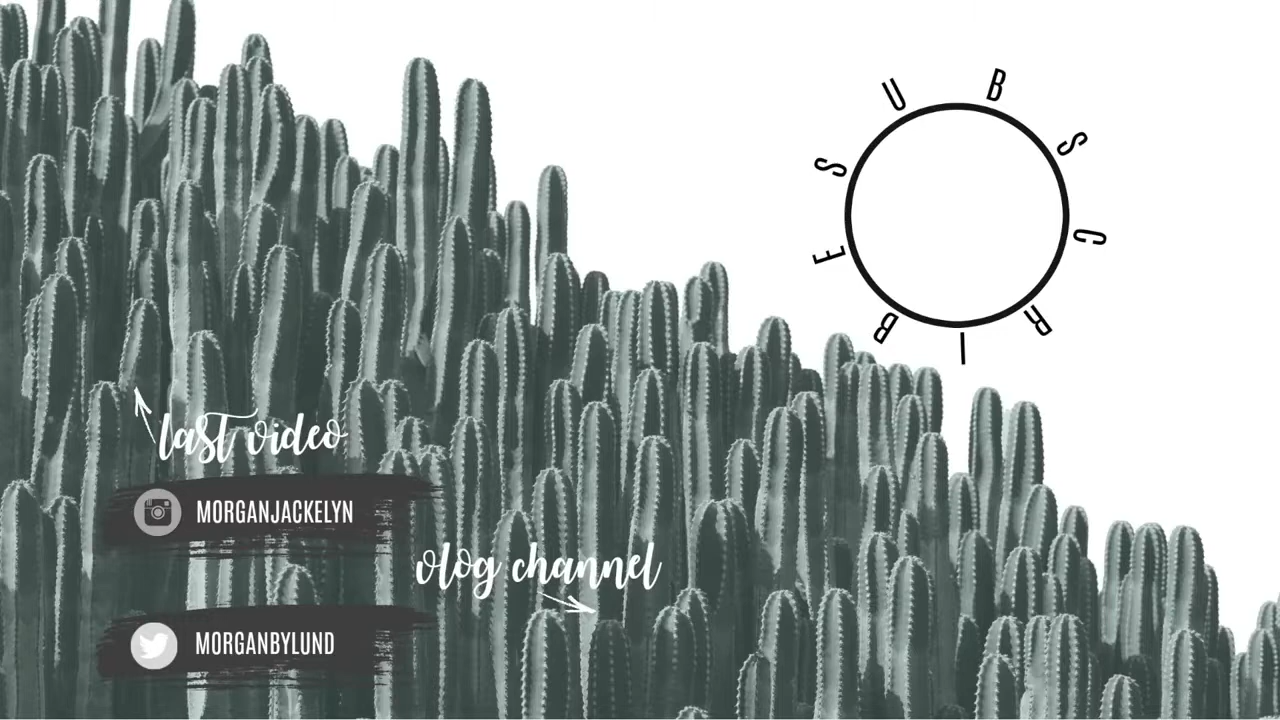 SUBSCRIBE
last video
MORGANJACKELYN
vlog channel
MORGANBYLUND